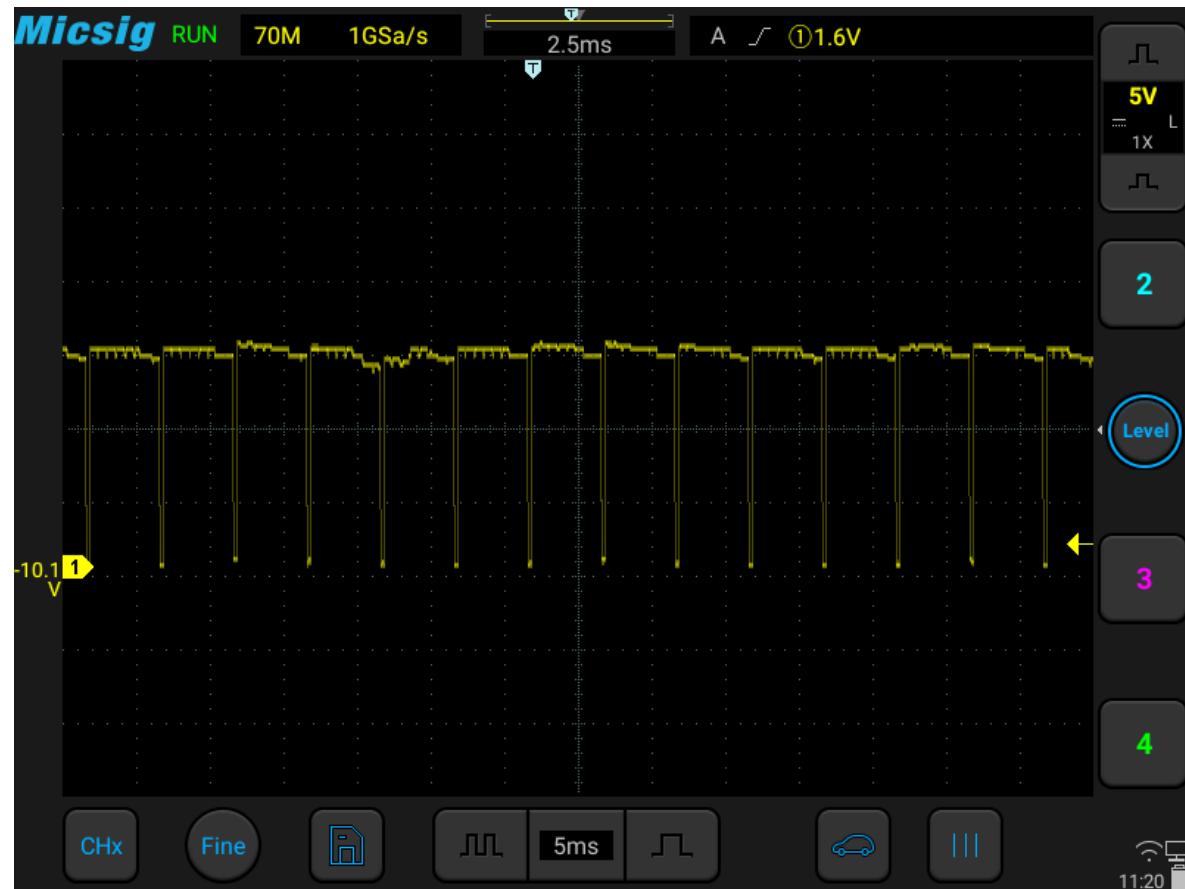 Micsig RUN 70M 1GSa/s T 2.5ms A ①1.6V
T
5V
L
1X
2
Level
-10.1 1
V
3
4
CHx Fine 5ms
11:20